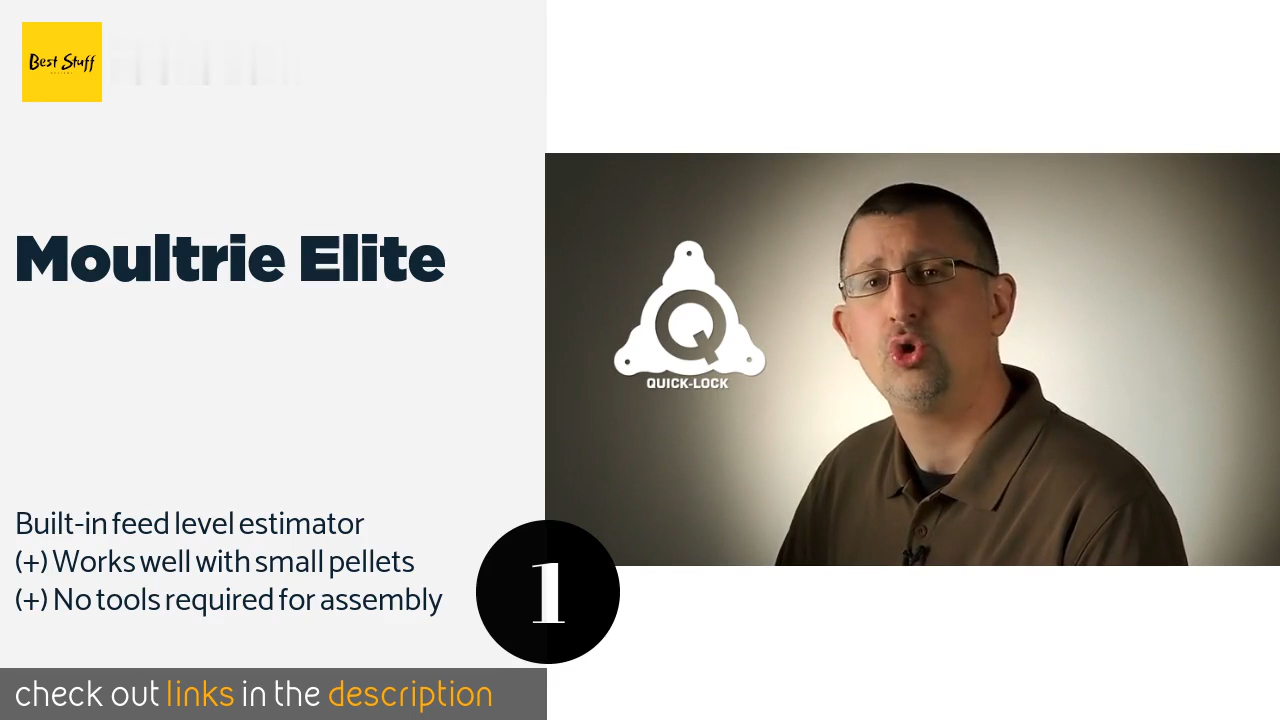 Best Stuff
Moultrie Elite
Q
QUICK-LOCK
Built-in feed level estimator
(+) Works well with small pellets
(+) No tools required for assembly
1
check out links in the description